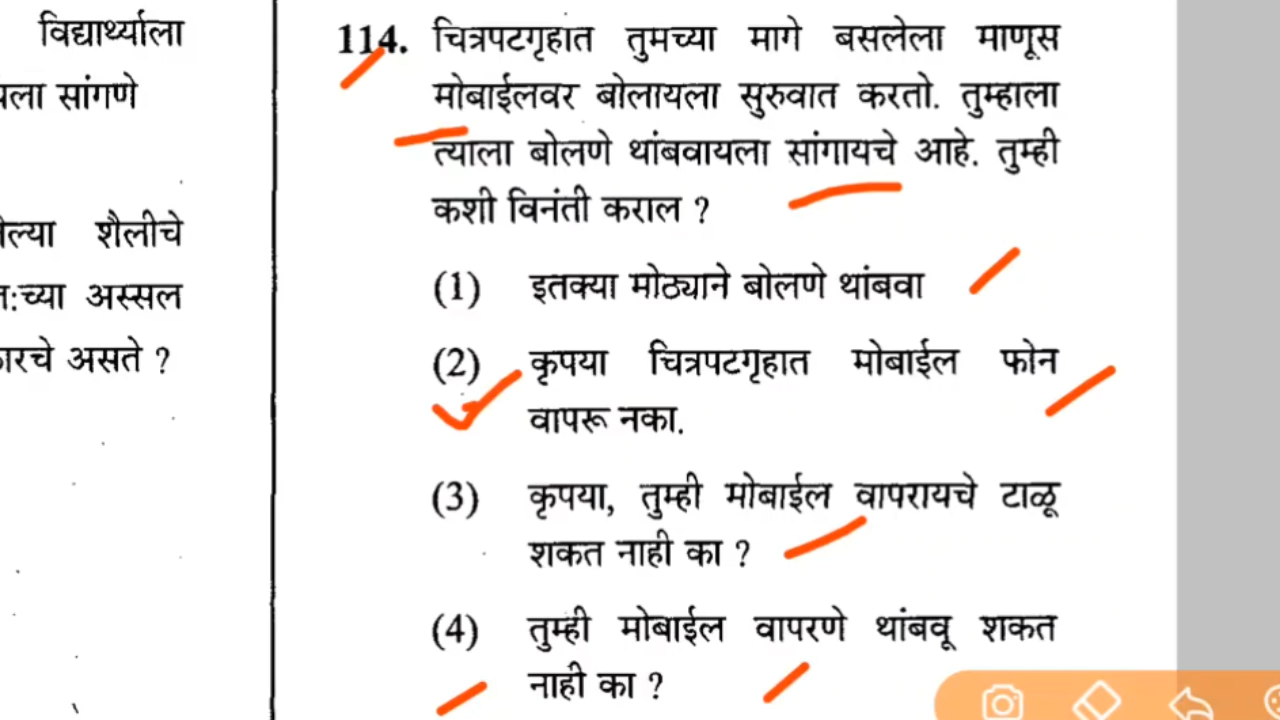 विद्यार्थ्याला
सांगणे
शैलीचे
अस्सल
असते ?
114. चित्रपटगृहात तुमच्या मागे बसलेला माणूस
मोबाईलवर बोलायला सुरुवात करतो. तुम्हाला
त्याला बोलणे थांबवायला सांगायचे आहे. तुम्ही
कशी विनंती कराल ?
(1) इतक्या मोठ्याने बोलणे थांबवा
(2) कृपया चित्रपटगृहात मोबाईल फोन
वापरू नका.
(3) कृपया, तुम्ही मोबाईल वापरायचे टाळू
शकत नाही का ?
(4) तुम्ही मोबाईल वापरणे थांबवू शकत
नाही का ?